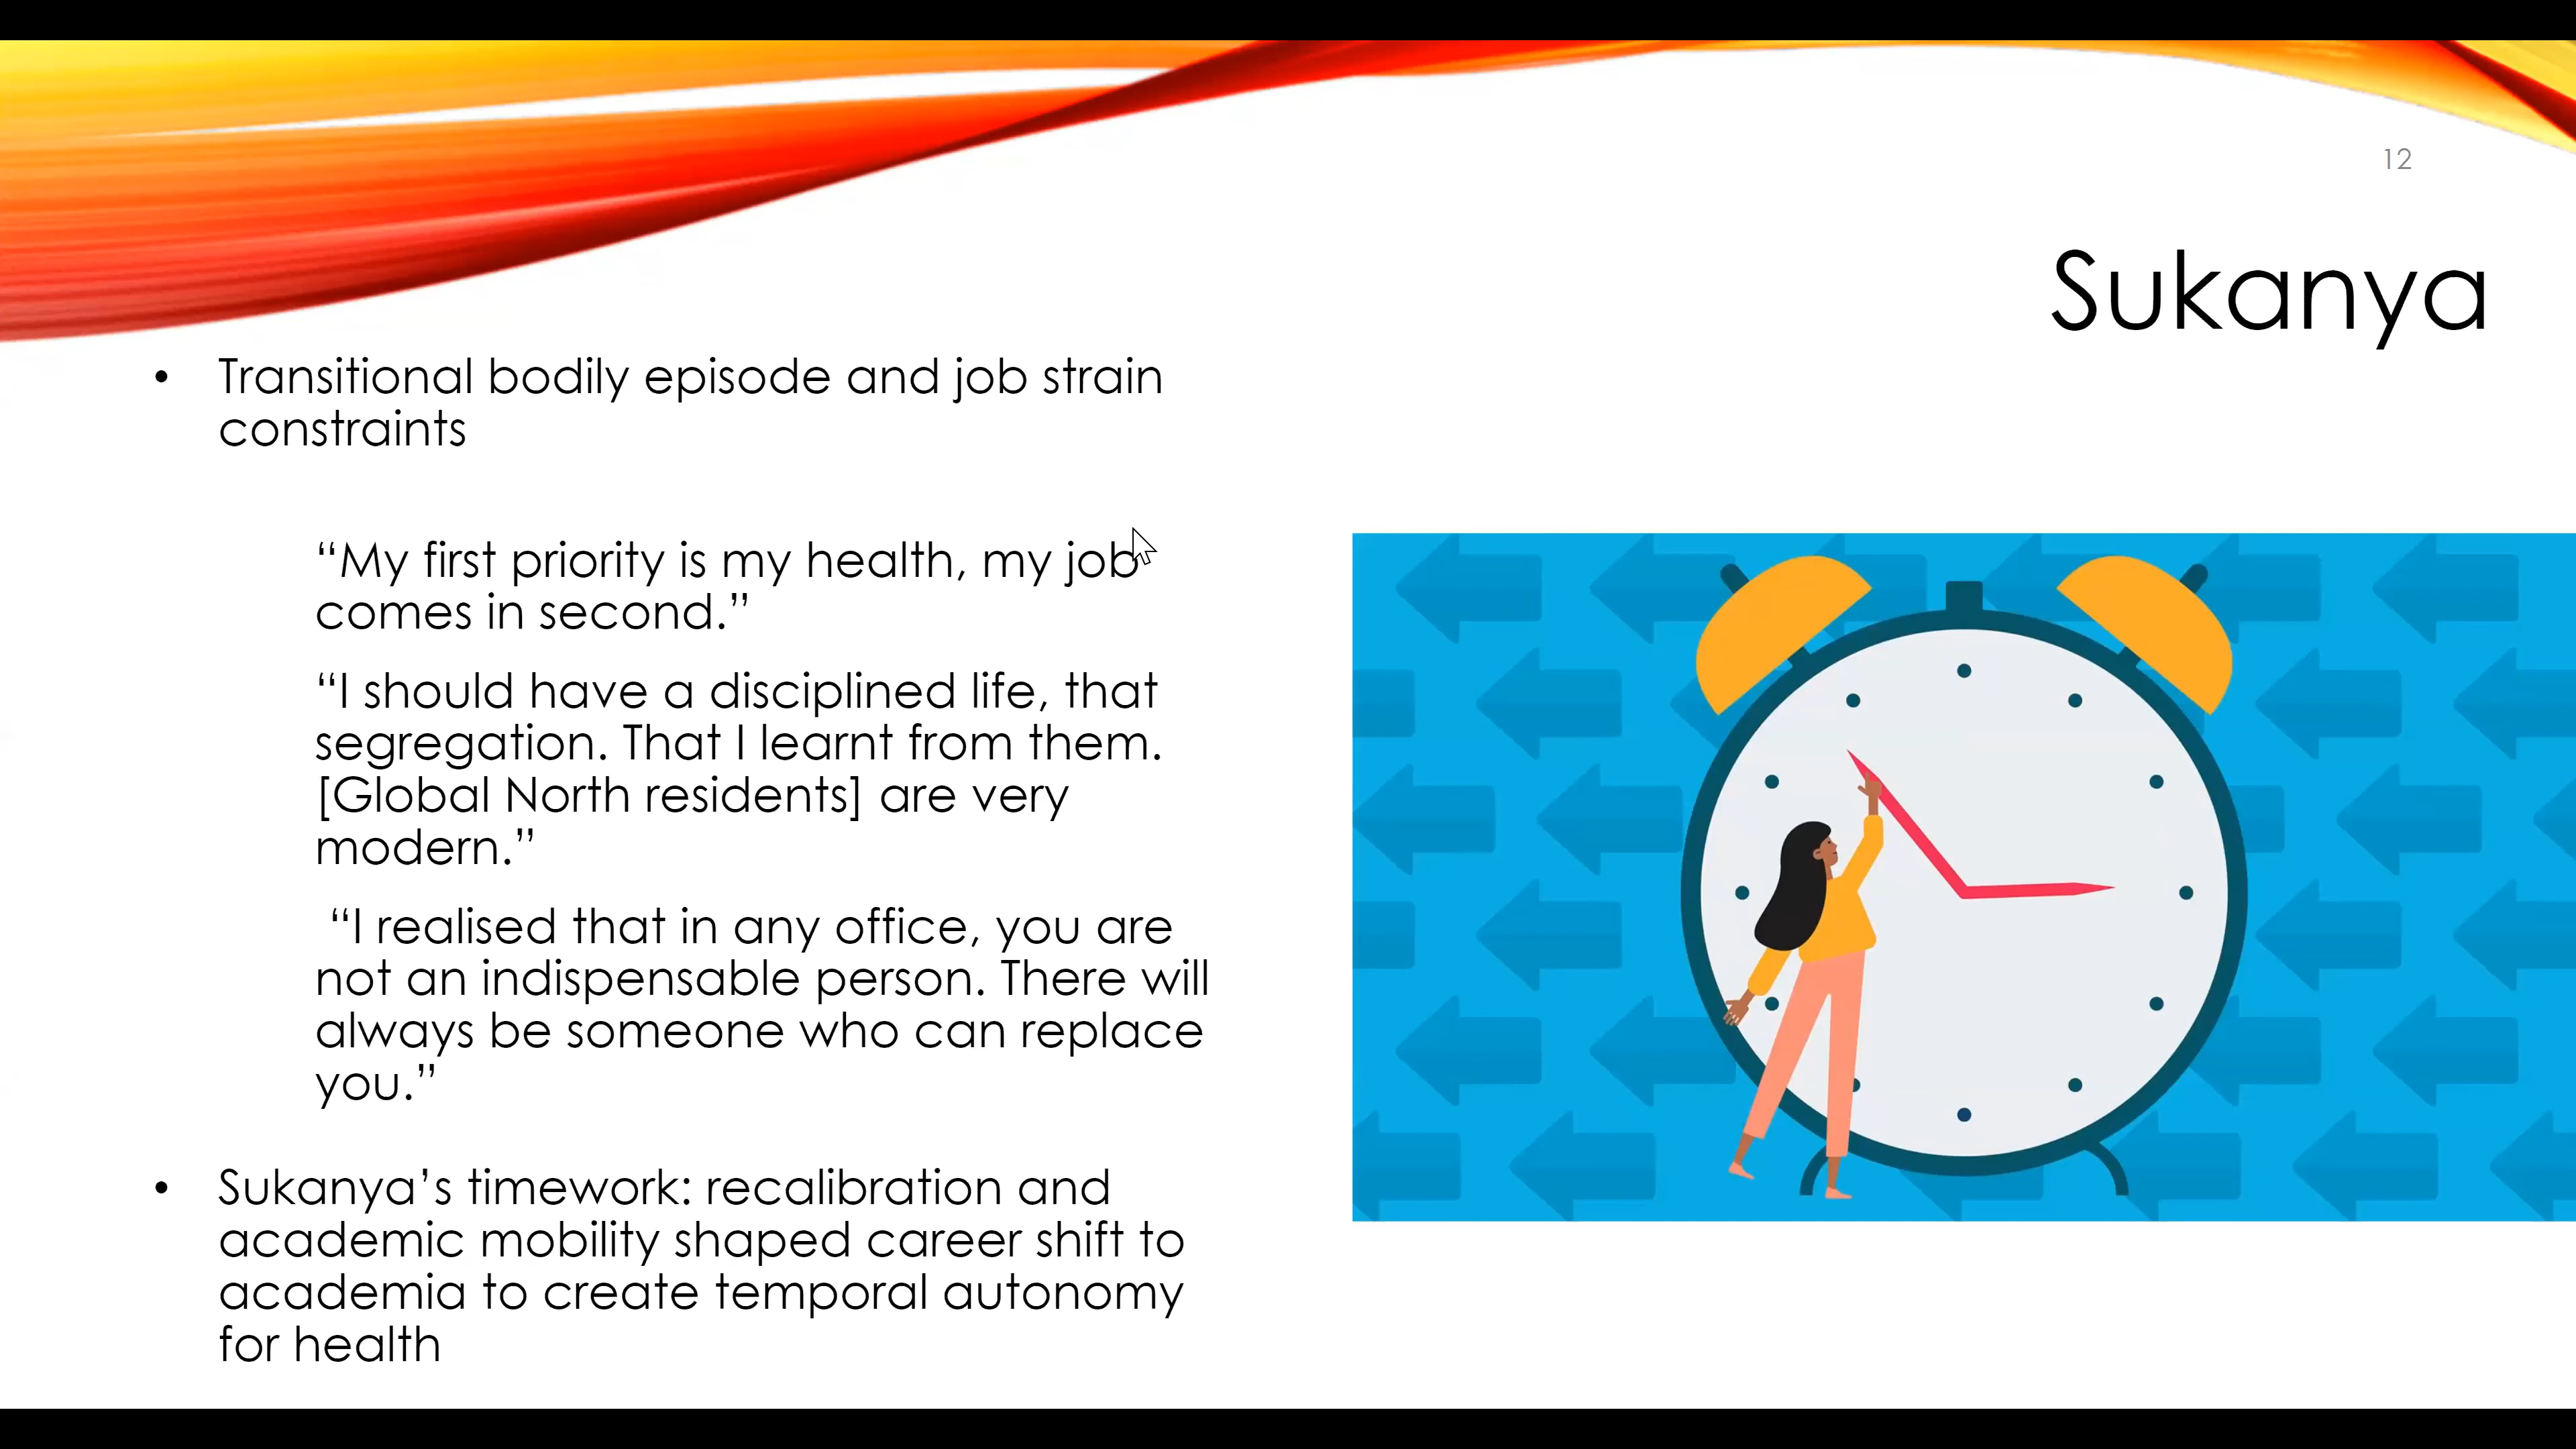 12
Sukanya
• Transitional bodily episode and job strain
constraints
“My first priority is my health, my job
comes in second.”
“I should have a disciplined life, that
segregation. That I learnt from them.
[Global North residents] are very
modern.”
“I realised that in any office, you are
not an indispensable person. There will
always be someone who can replace
you.”
• Sukanya’s timework: recalibration and
academic mobility shaped career shift to
academia to create temporal autonomy
for health